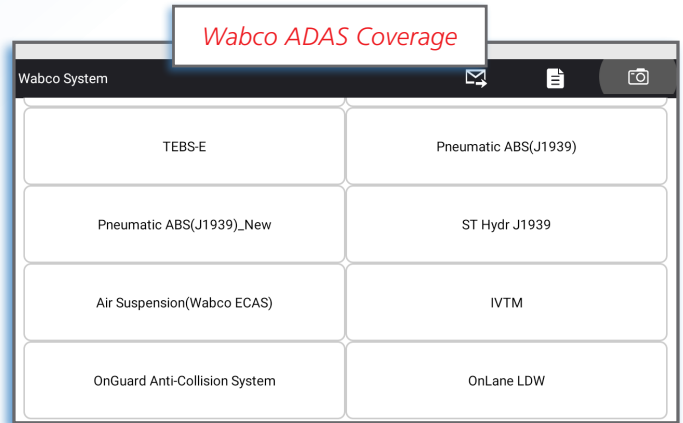 Wabco ADAS Coverage
Wabco System
TEBS-E
Pneumatic ABS(J1939)
Pneumatic ABS(J1939)_New
ST Hydr J1939
Air Suspension(Wabco ECAS)
IVTM
OnGuard Anti-Collision System
OnLane LDW